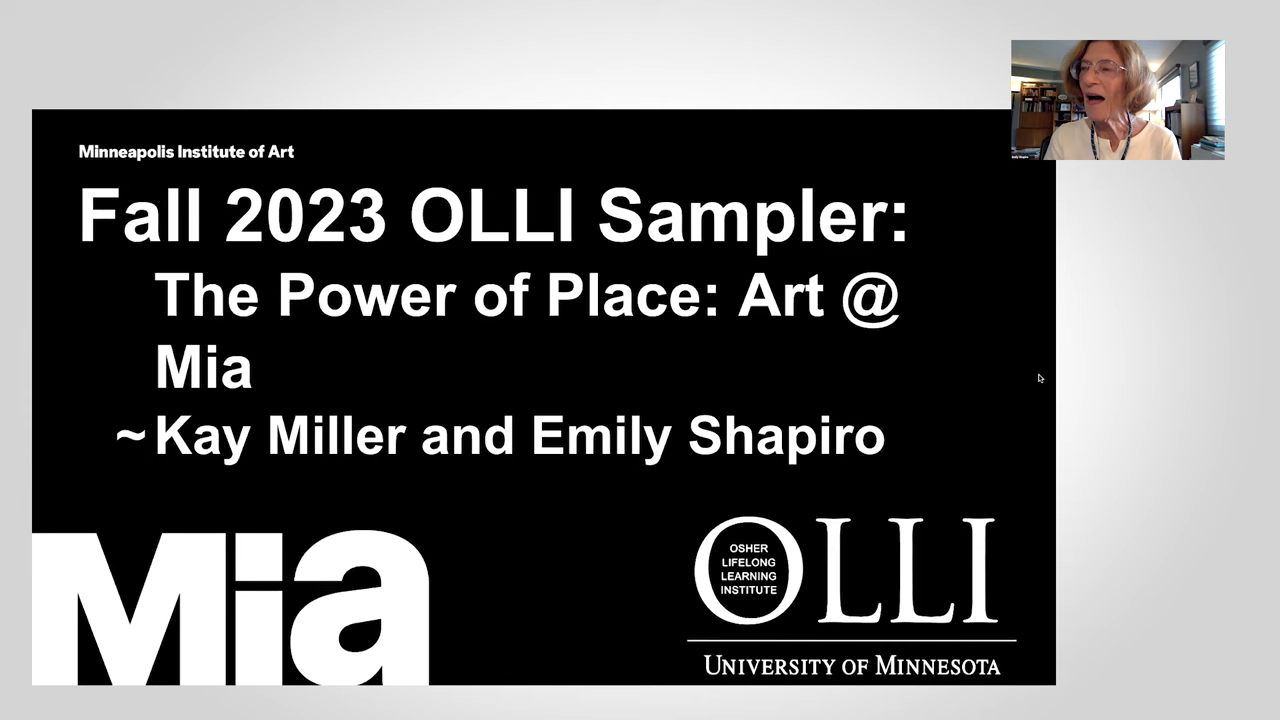 Minneapolis Institute of Art
Fall 2023 OLLI Sampler:
The Power of Place: Art @
Mia
~Kay Miller and Emily Shapiro
Mia
OLLI
OSHER
LIFELONG
LEARNING
INSTITUTE
UNIVERSITY OF MINNESOTA